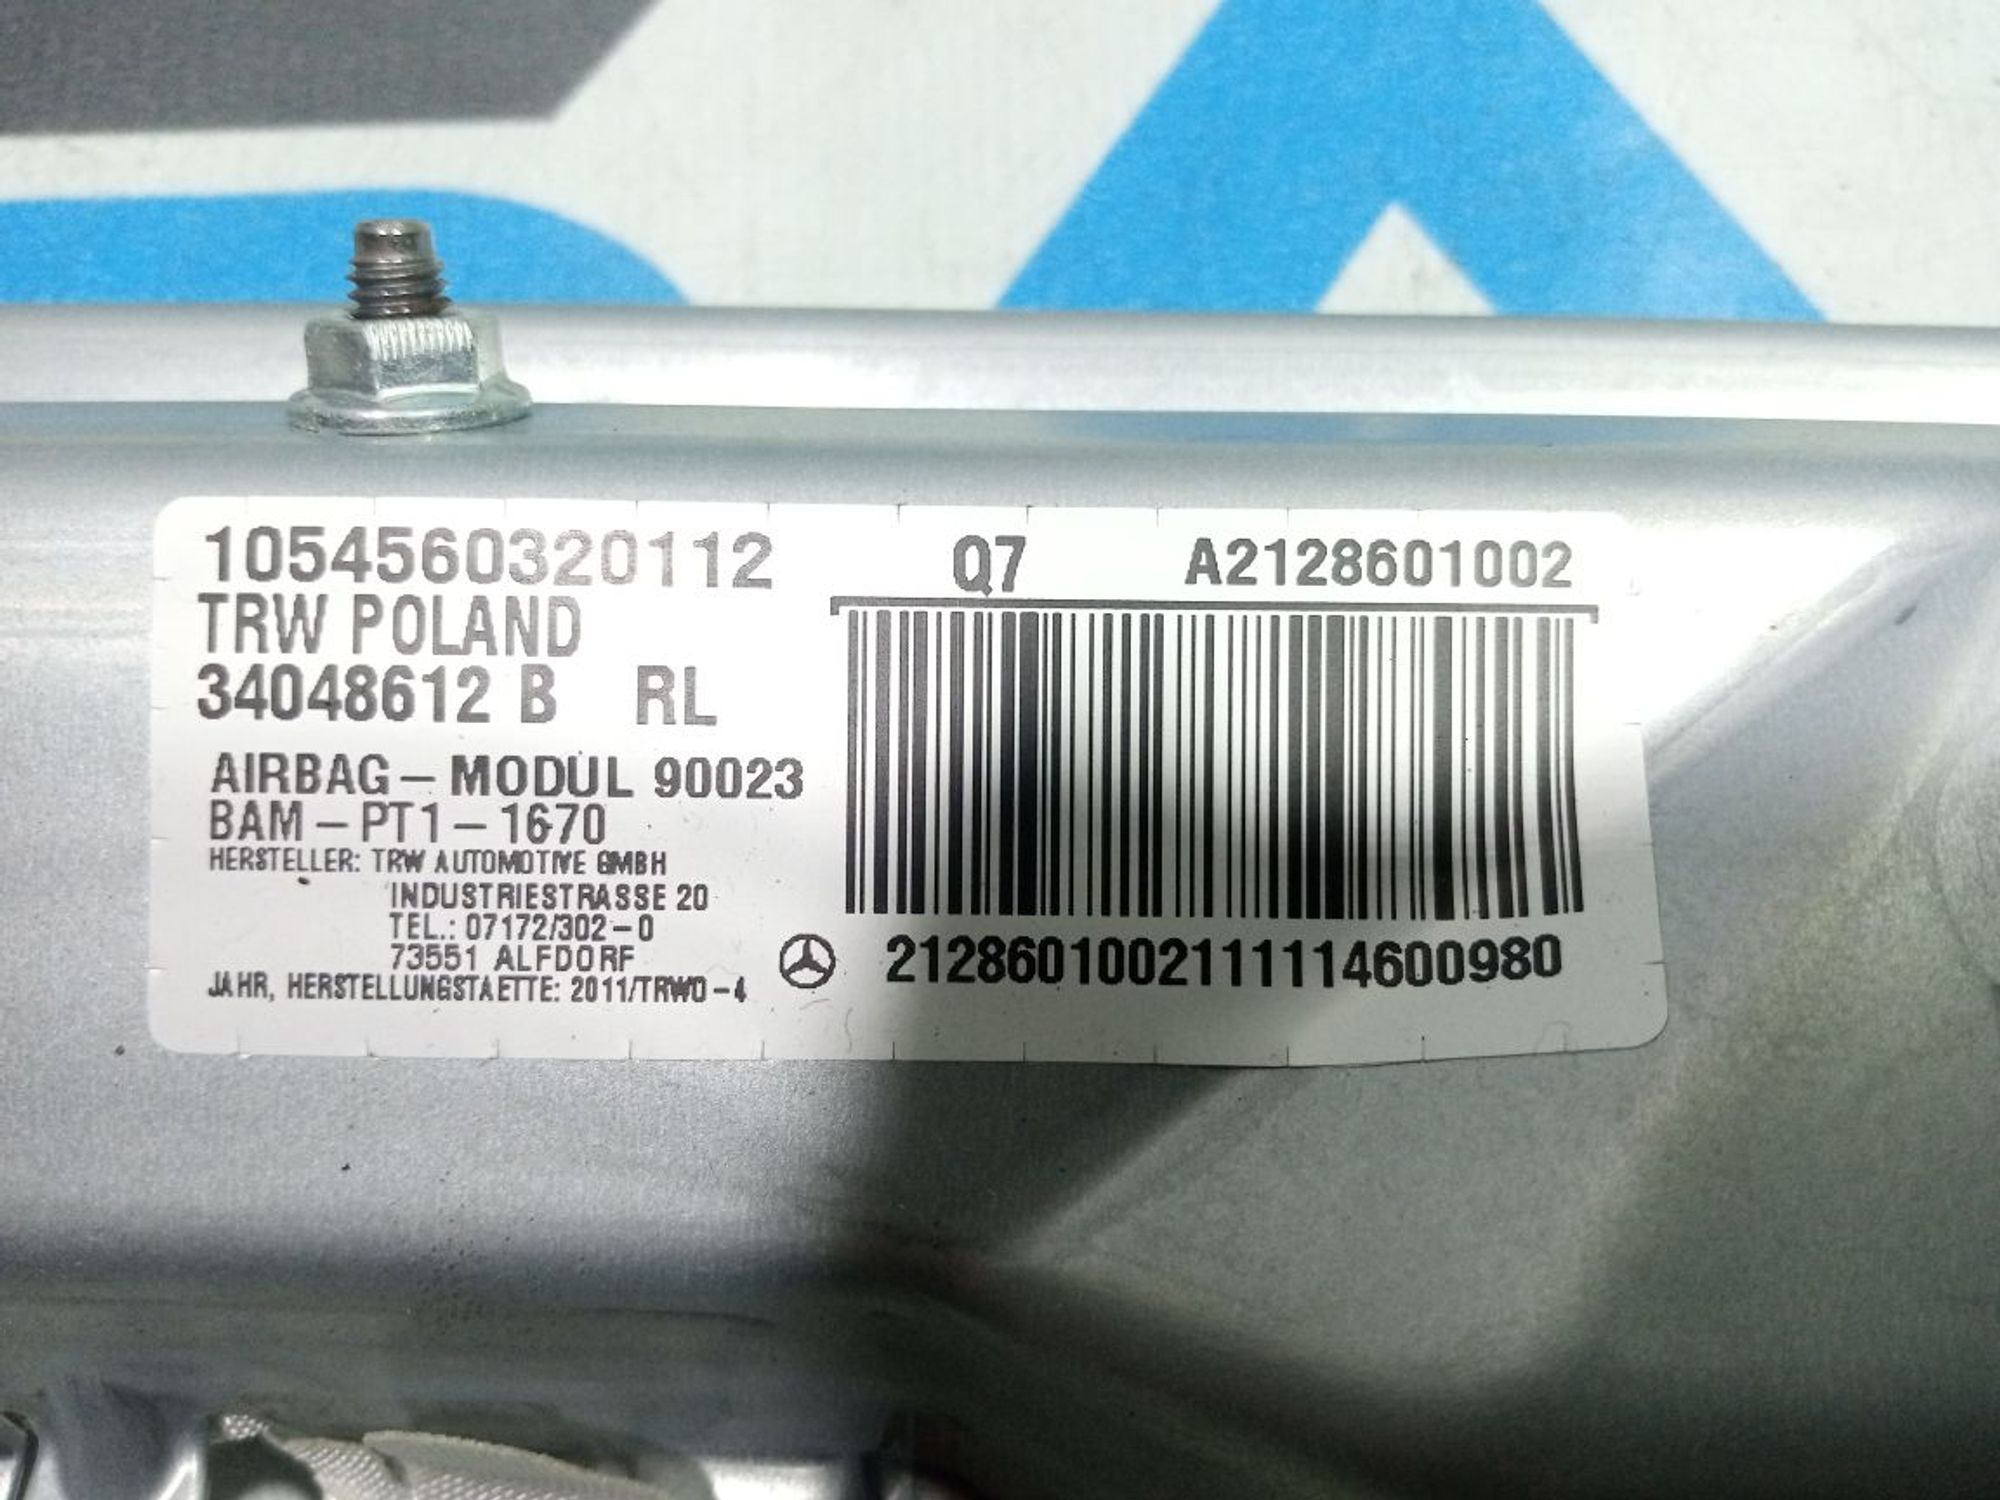 1054560320112
TRW POLAND
34048612 B RL
AIRBAG – MODUL 90023
BAM – PT1 – 1670
HERSTELLER: TRW AUTOMOTIVE GMBH
INDUSTRIESTRASSE 20
TEL.: 07172/302-0
73551 ALFDORF
JAHR, HERSTELLUNGSTAETTE: 2011/TRWD-4
Q7 A2128601002
2128601002111114600980